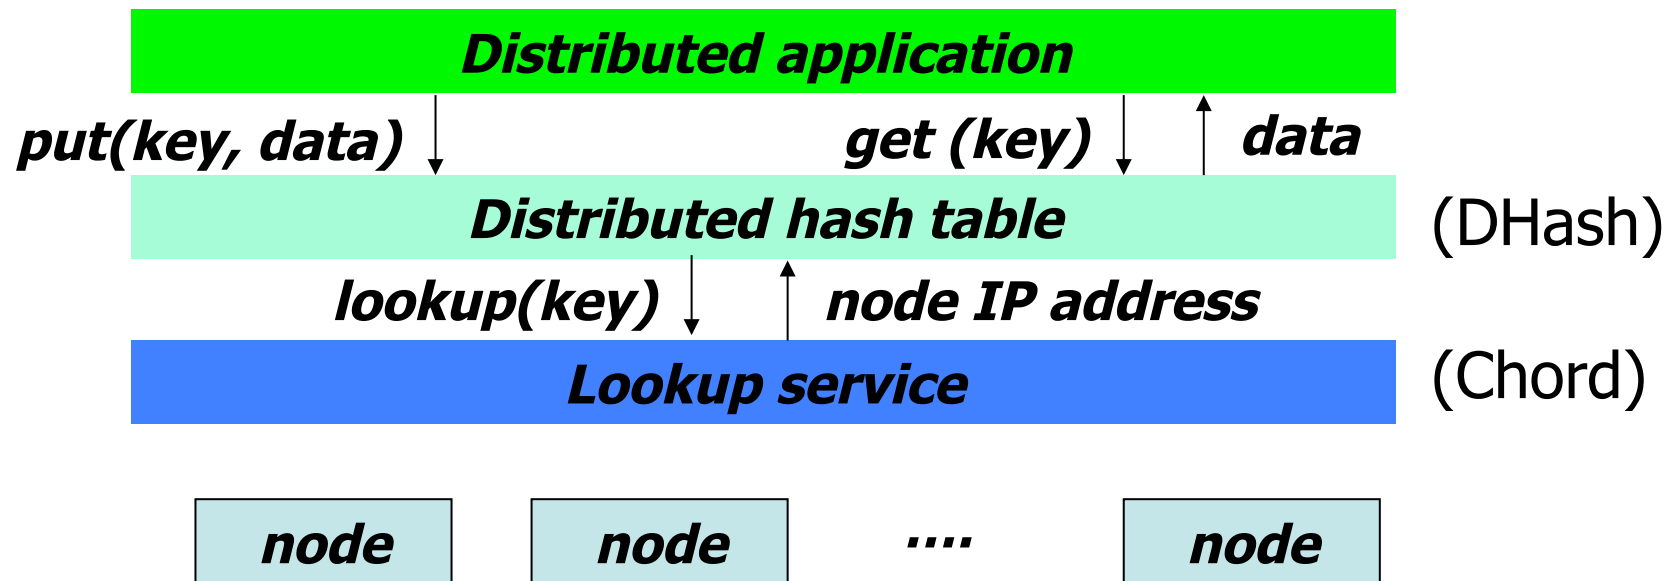 Distributed application
put(key, data) get (key) data
Distributed hash table (DHash)
lookup(key) node IP address
Lookup service (Chord)
node node .... node